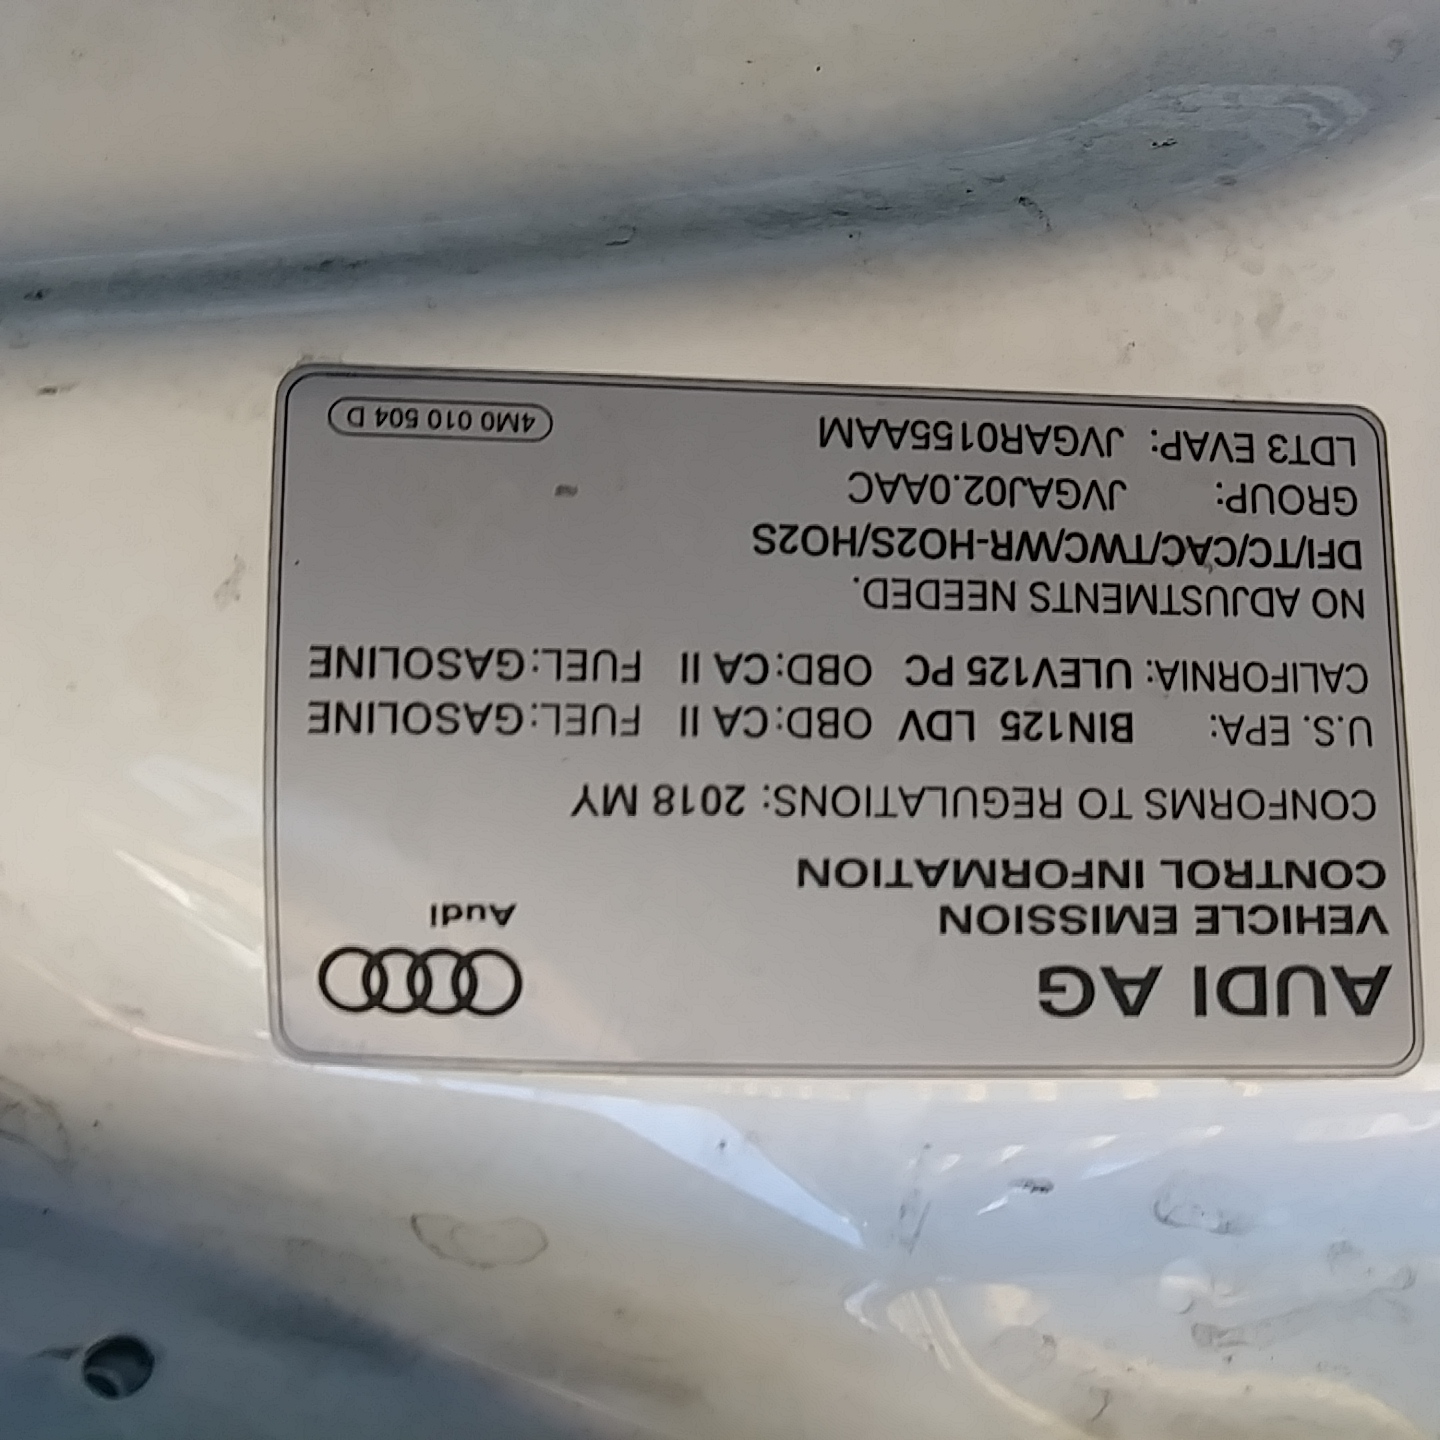 AUDI AG
VEHICLE EMISSION
CONTROL INFORMATION
Audi
CONFORMS TO REGULATIONS: 2018 MY
U.S. EPA: BIN125 LDV OBD:CA II FUEL:GASOLINE
CALIFORNIA: ULEV125 PC OBD:CA II FUEL:GASOLINE
NO ADJUSTMENTS NEEDED.
DFI/TC/CAC/TWC/WR-HO2S/HO2S
GROUP: JVGAJ02.0AAC
LDT3 EVAP: JVGAR0155AAM
4M0 010 504 D